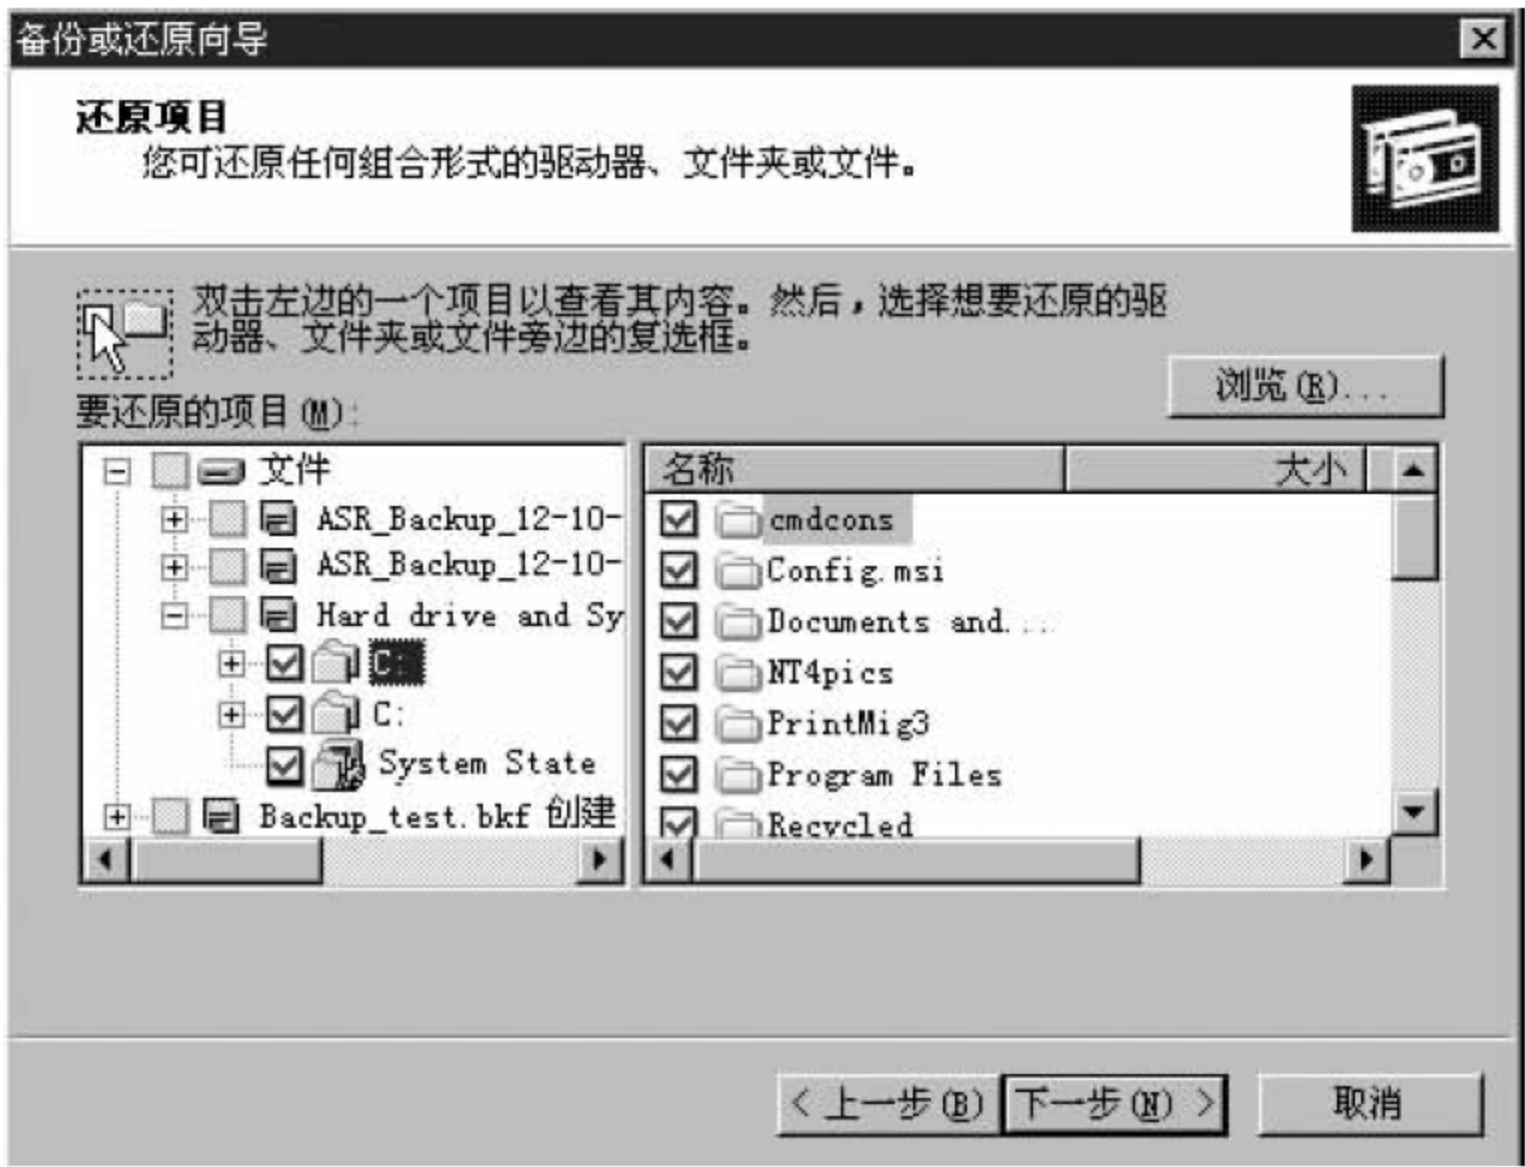 备份或还原向导
还原项目
您可还原任何组合形式的驱动器、文件夹或文件。
双击左边的一个项目以查看其内容。然后，选择想要还原的驱
动器、文件夹或文件旁边的复选框。
浏览(R)...
要还原的项目(M):
文件
ASR_Backup_12-10-
ASR_Backup_12-10-
Hard drive and Sy
C:
C:
System State
Backup_test.bkf 创建
名称 大小
cmdcons
Config.msi
Documents and...
NT4pics
PrintMig3
Program Files
Recycled
< 上一步(B) 下一步(N) > 取消